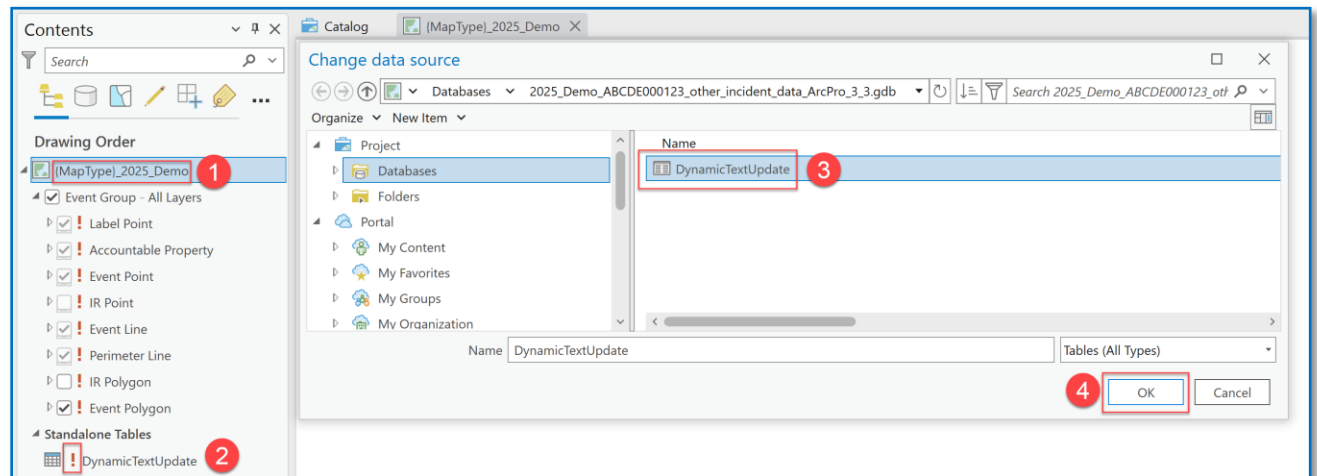 Contents
Search
Drawing Order
{MapType}_2025_Demo
1
Event Group - All Layers
! Label Point
! Accountable Property
! Event Point
! IR Point
! Event Line
! Perimeter Line
! IR Polygon
! Event Polygon
Standalone Tables
! DynamicTextUpdate
2
Catalog
{MapType}_2025_Demo
Change data source
Databases 2025_Demo_ABCDE000123_other_incident_data_ArcPro_3_3.gdb
Search 2025_Demo_ABCDE000123_oth
Organize New Item
Project
Databases
Folders
Portal
My Content
My Favorites
My Groups
My Organization
Name
DynamicTextUpdate
3
Name DynamicTextUpdate
Tables (All Types)
4
OK
Cancel